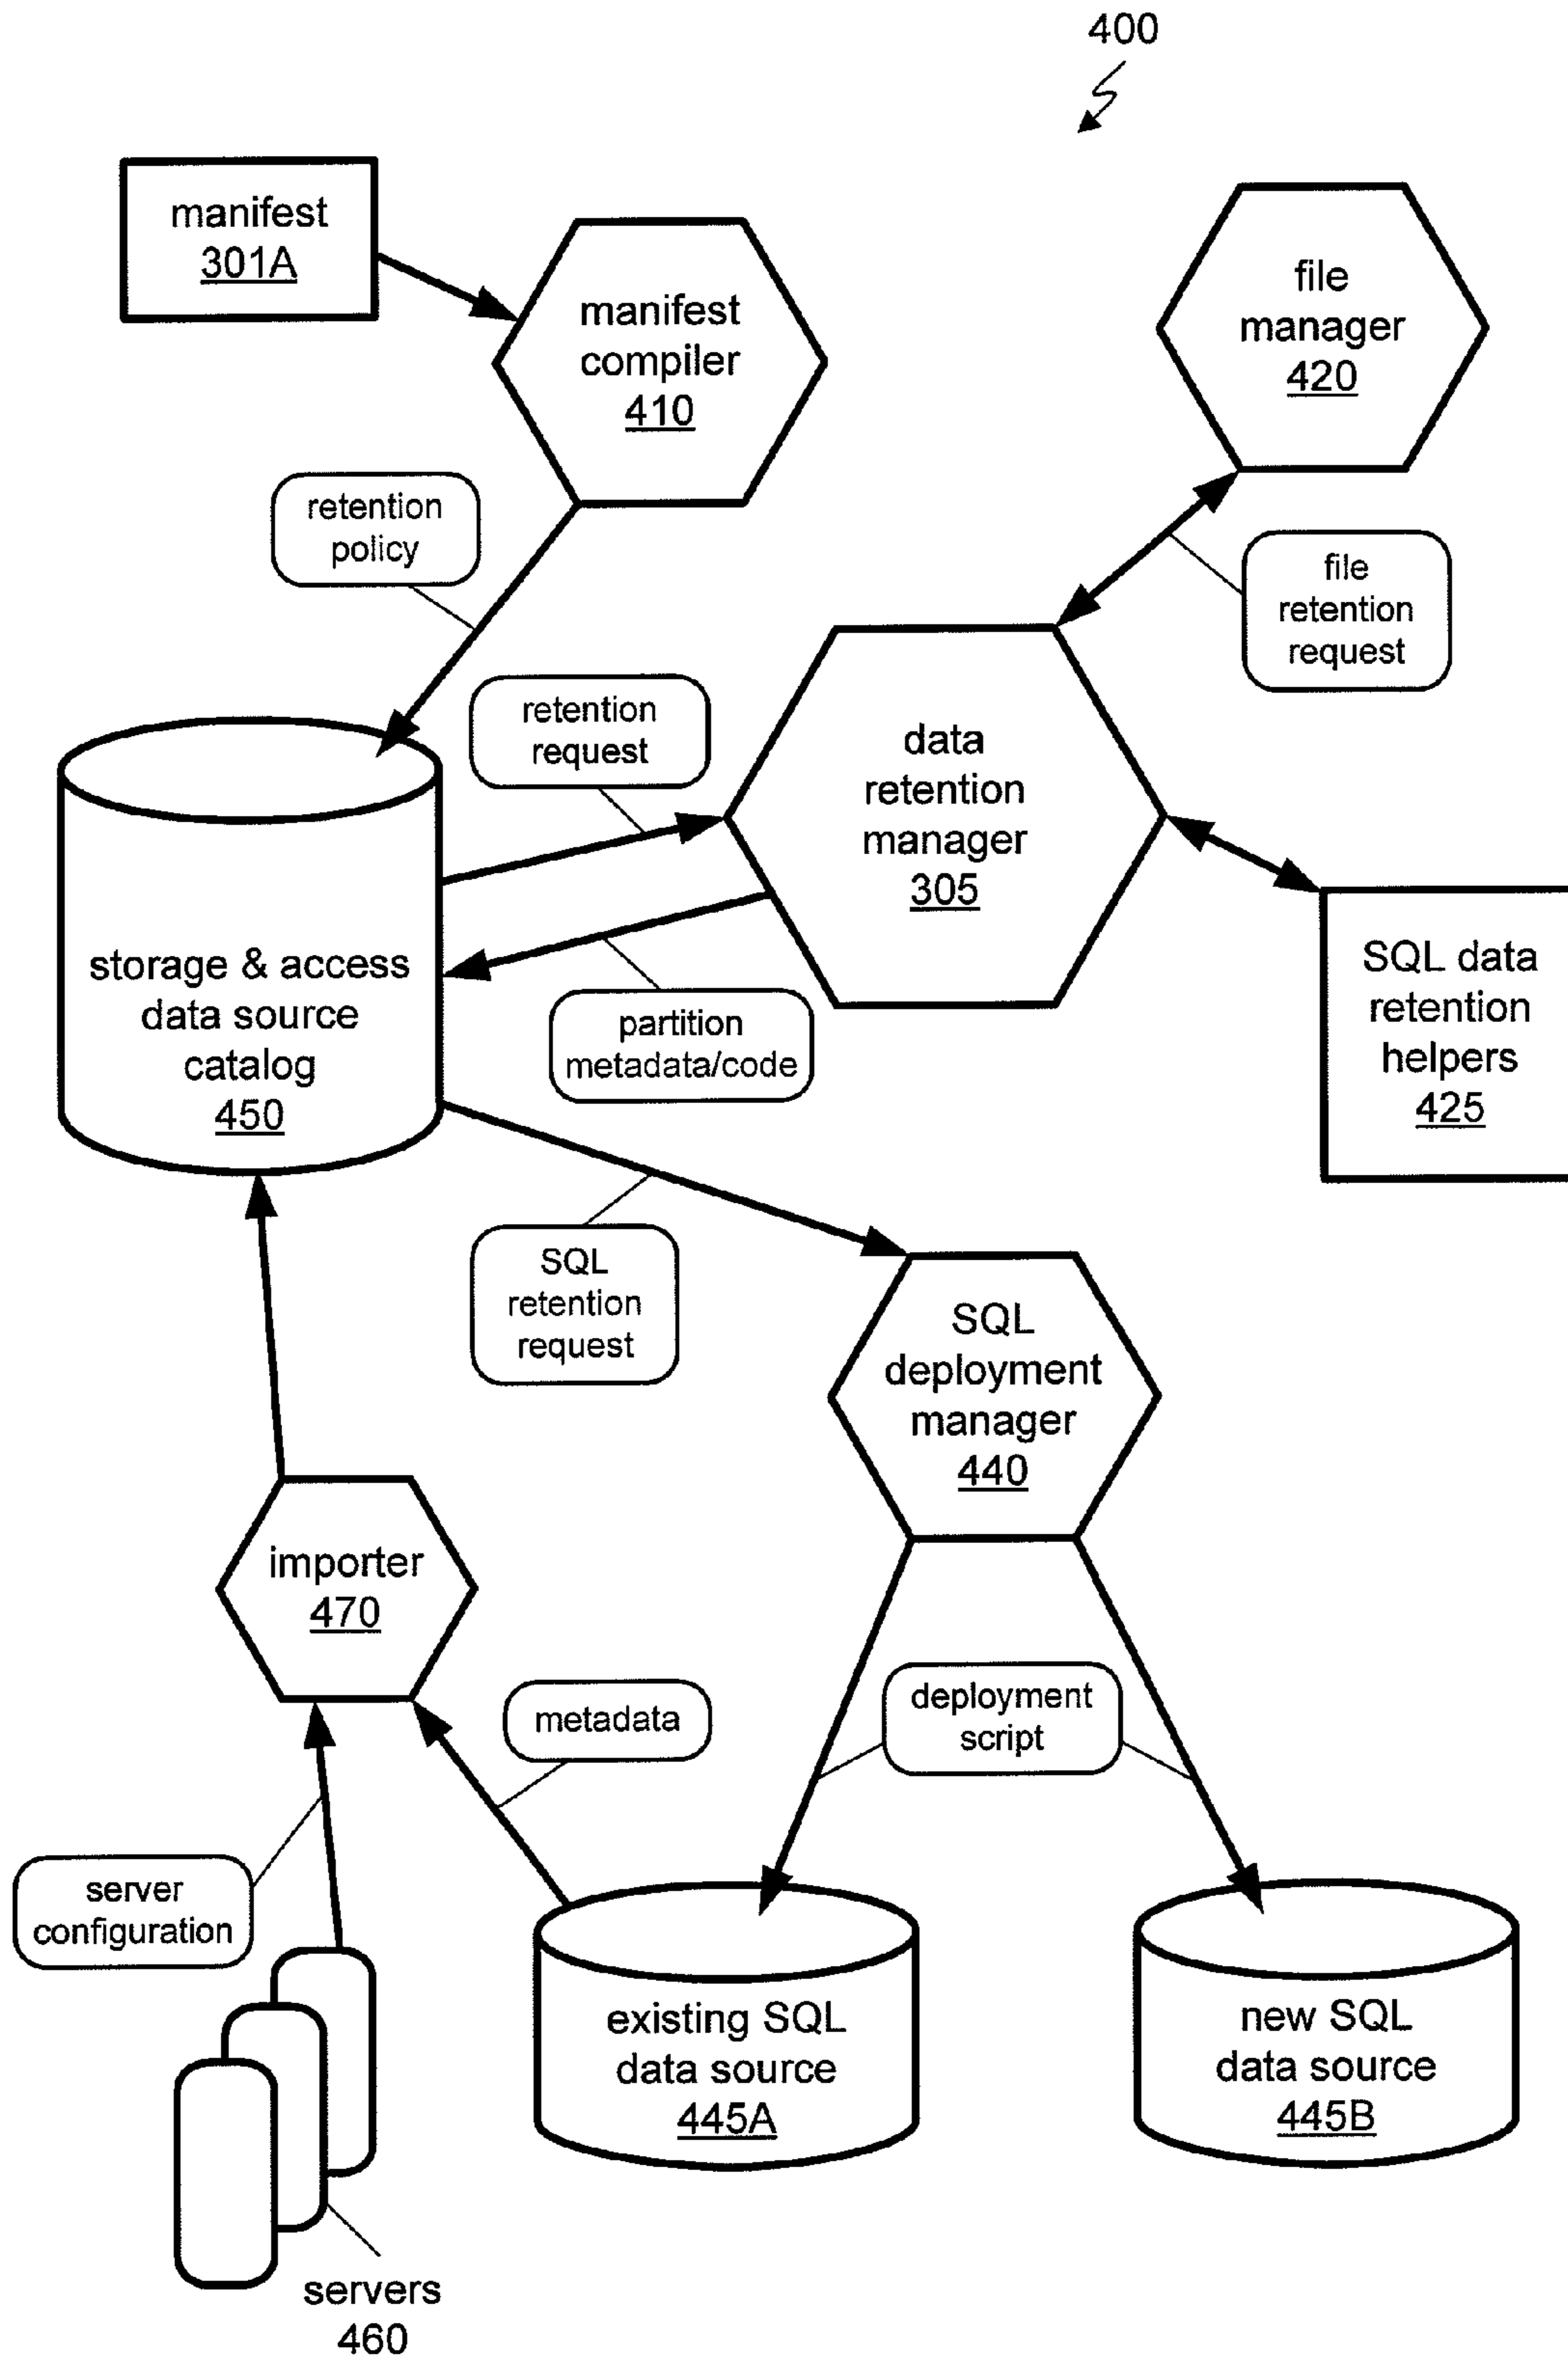 400
manifest
301A
manifest
compiler
410
file
manager
420
retention
policy
file
retention
request
retention
request
data
retention
manager
305
storage & access
data source
catalog
450
partition
metadata/code
SQL data
retention
helpers
425
SQL
retention
request
SQL
deployment
manager
440
importer
470
metadata
deployment
script
server
configuration
existing SQL
data source
445A
new SQL
data source
445B
servers
460